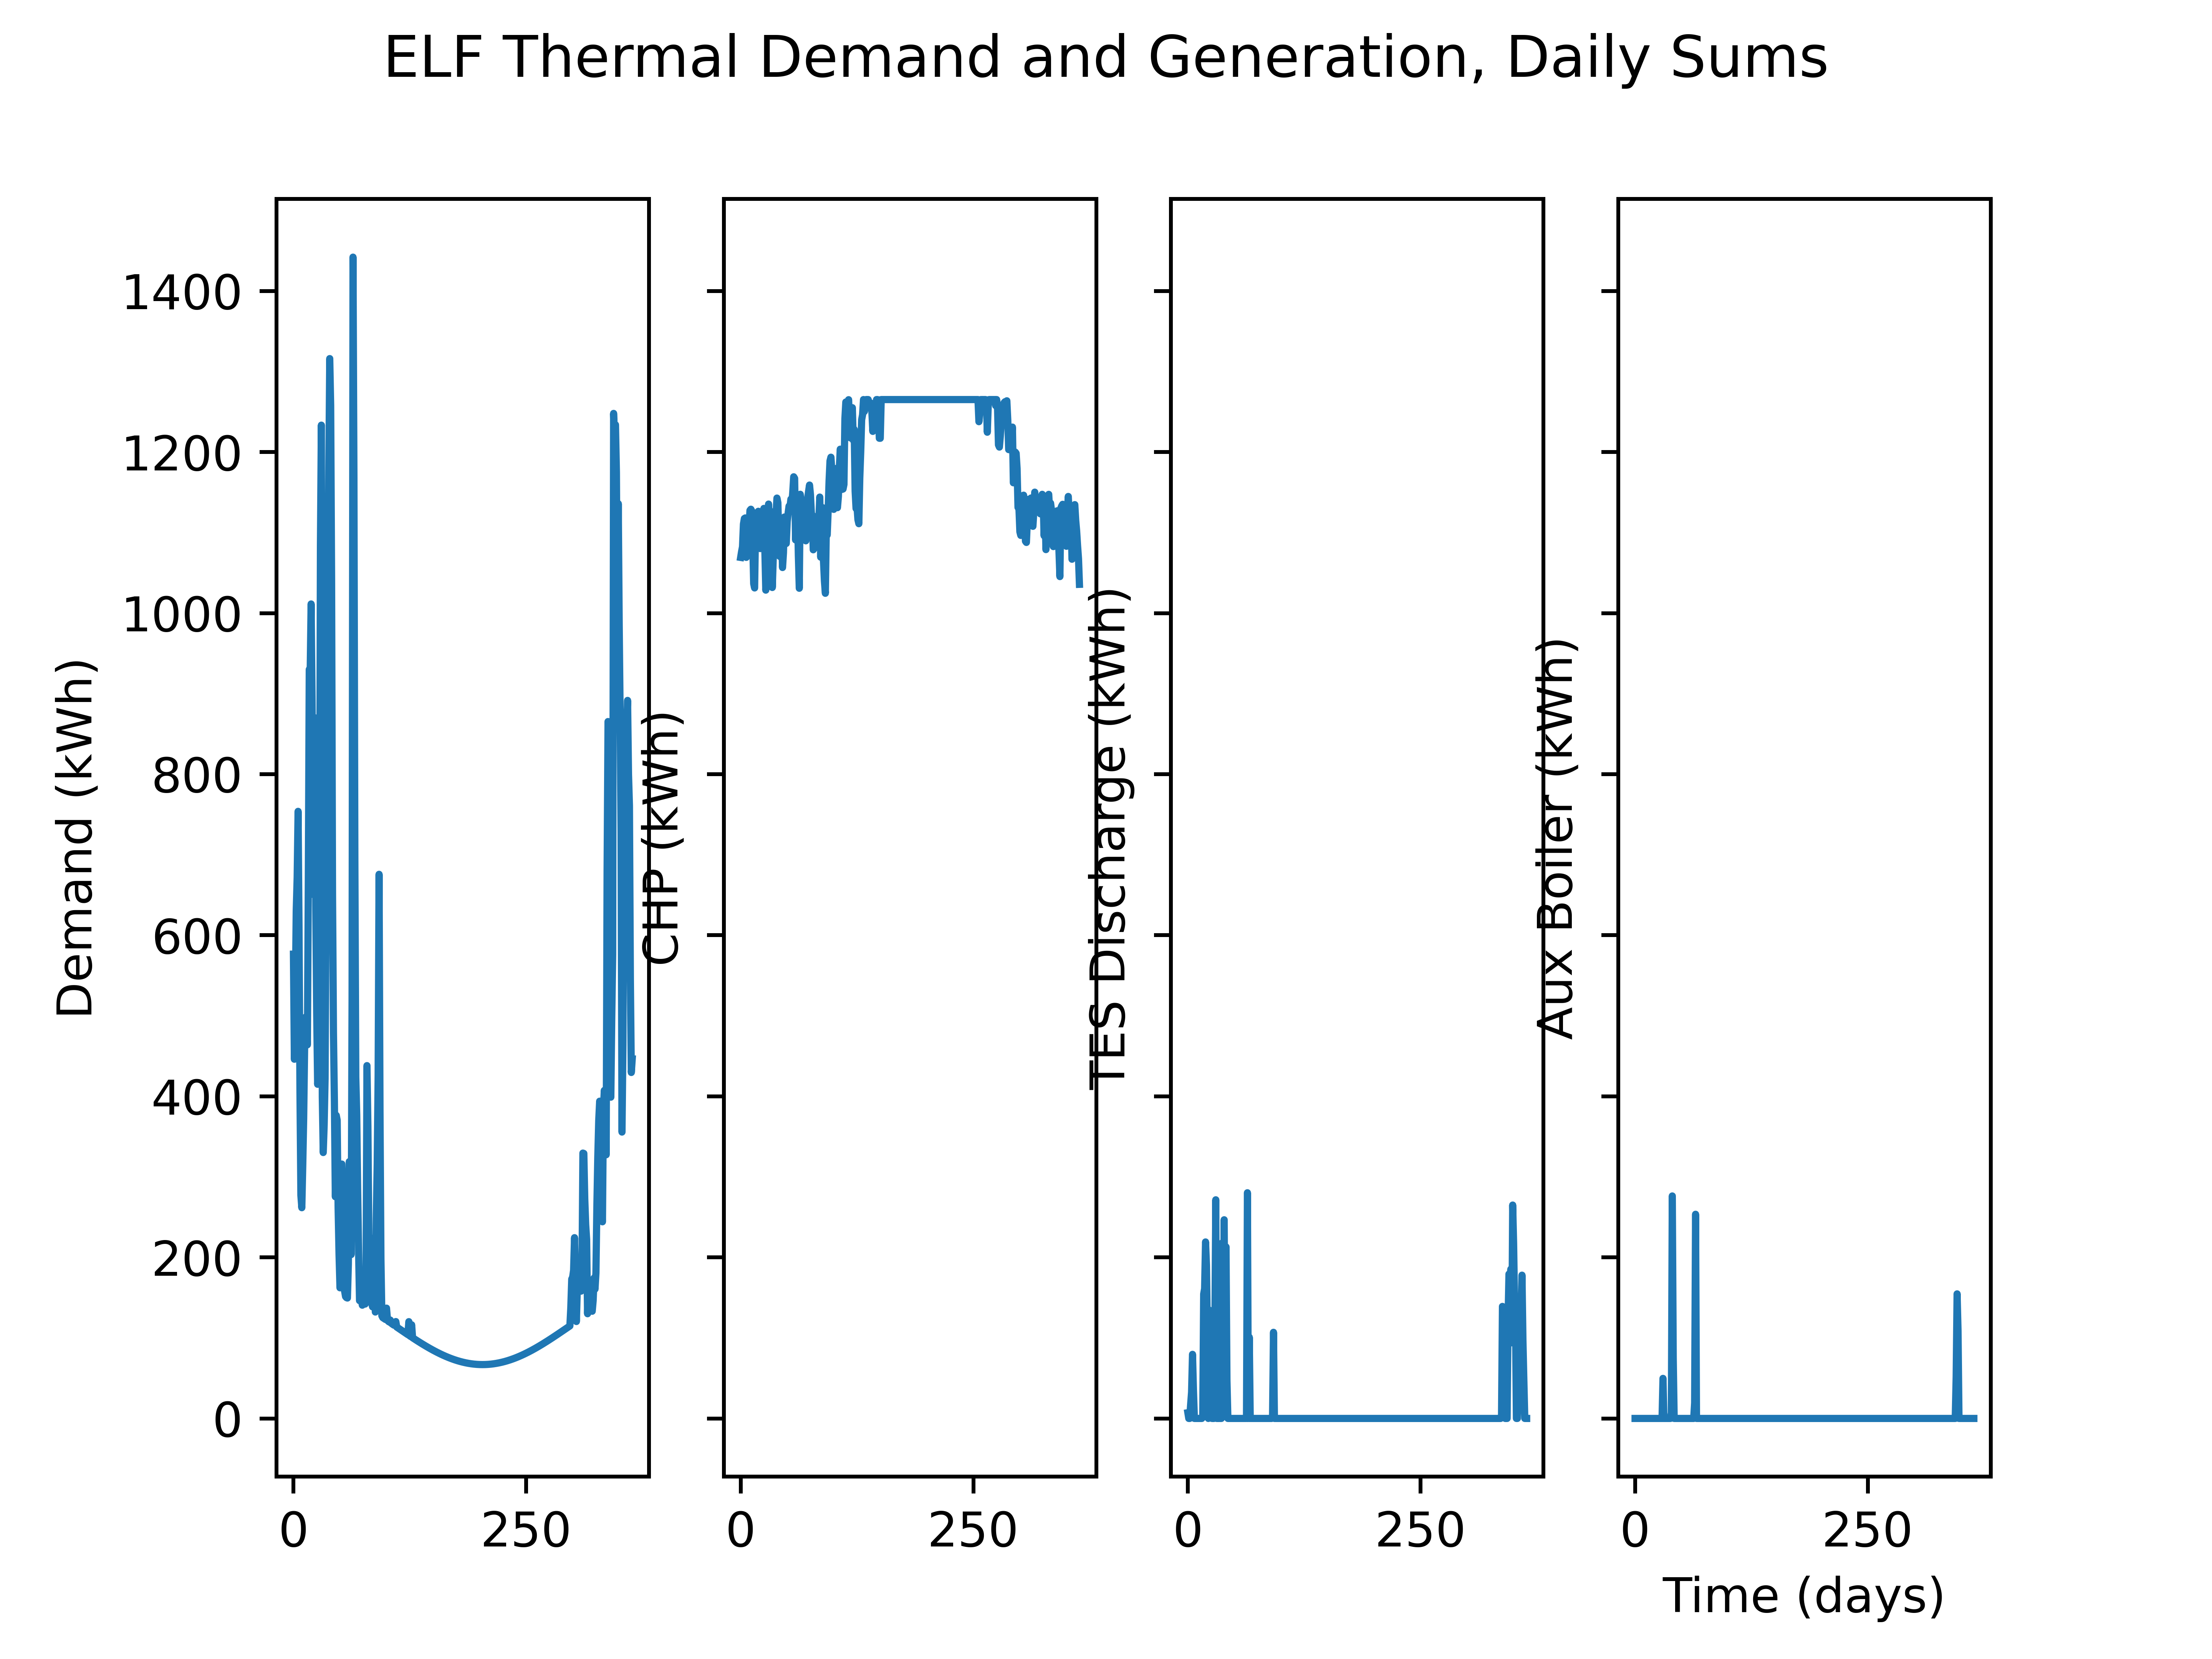 ELF Thermal Demand and Generation, Daily Sums
Demand (kWh)
1400
1200
1000
800
600
400
200
0
0 250
CHP (kWh)
0 250
TES Discharge (kWh)
0 250
Aux Boiler (kWh)
0 250
Time (days)